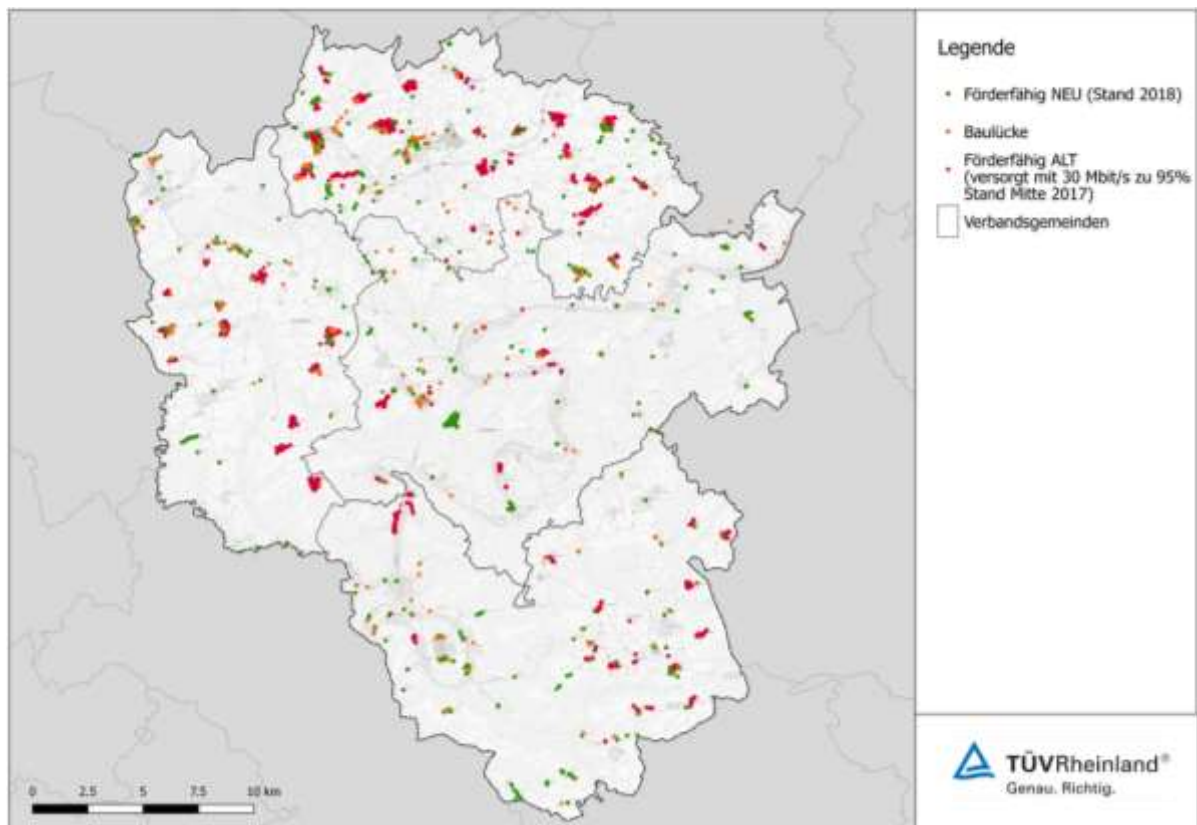 Legende
Förderfähig NEU (Stand 2018)
Baulücke
Förderfähig ALT
(versorgt mit 30 Mbit/s zu 95%
Stand Mitte 2017)
Verbandsgemeinden
0 2.5 5 7.5 10 km
TÜVRheinland®
Genau. Richtig.